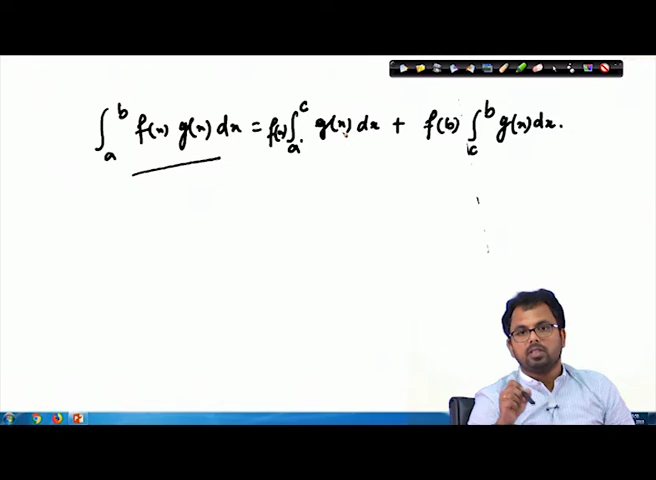 ∫_a^b f(x) g(x) dx = f(a) ∫_a^c g(x) dx + f(b) ∫_c^b g(x) dx.